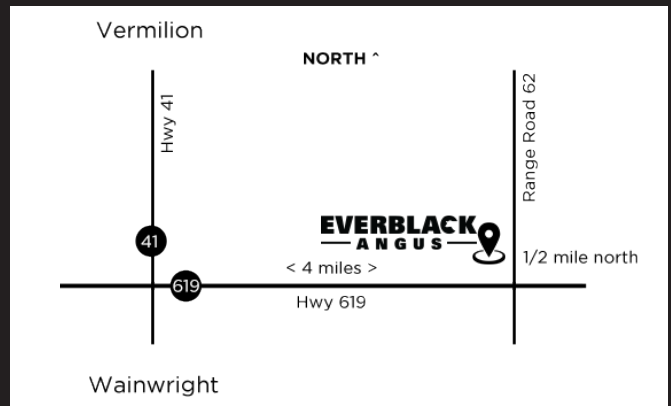 Vermilion
NORTH ^
Hwy 41
Range Road 62
EVERBLACK
ANGUS
41
1/2 mile north
< 4 miles >
619
Hwy 619
Wainwright